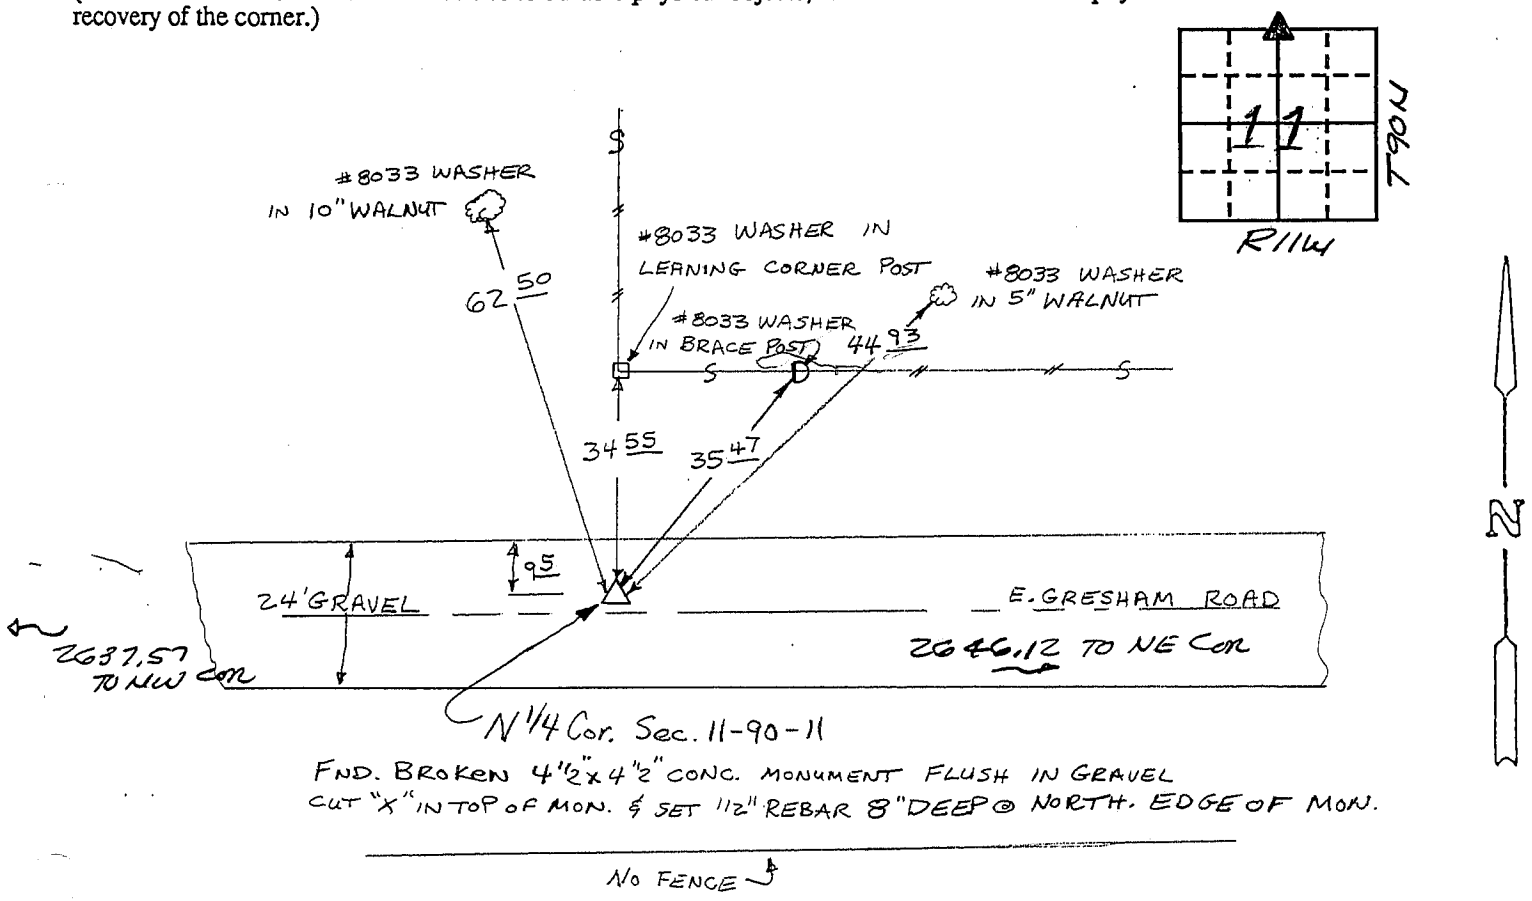 recovery of the corner.)
11
T90N
R11W
#8033 WASHER
IN 10" WALNUT
S
#8033 WASHER IN
LEANING CORNER POST
#8033 WASHER
IN 5" WALNUT
62 50
#8033 WASHER
IN BRACE POST
44 93
S
S
34 55
35 47
N
95
24' GRAVEL
E. GRESHAM ROAD
2637.57
TO NW COR
2646.12 TO NE COR
N 1/4 Cor. Sec. 11-90-11
FND. BROKEN 4 1/2" x 4 1/2" CONC. MONUMENT FLUSH IN GRAVEL
CUT "X" IN TOP OF MON. & SET 1/2" REBAR 8" DEEP @ NORTH. EDGE OF MON.
NO FENCE